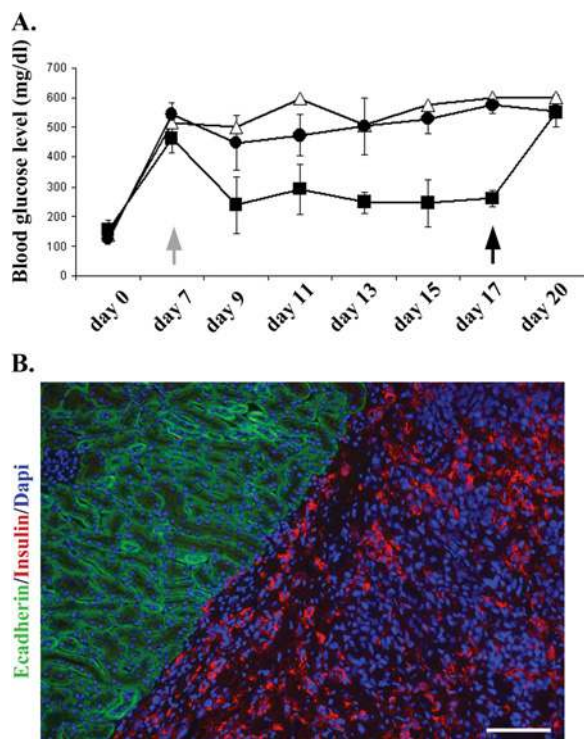 A.
Blood glucose level (mg/dl)
700
600
500
400
300
200
100
0
day 0
day 7
day 9
day 11
day 13
day 15
day 17
day 20
B.
Ecadherin/Insulin/Dapi